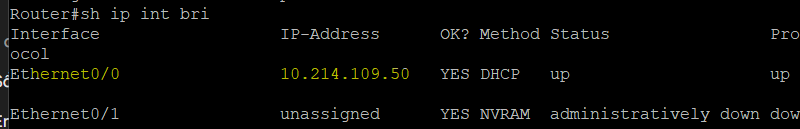 Router#sh ip int bri
Interface IP-Address OK? Method Status Pro
ocol
Ethernet0/0 10.214.109.50 YES DHCP up up
Ethernet0/1 unassigned YES NVRAM administratively down dow